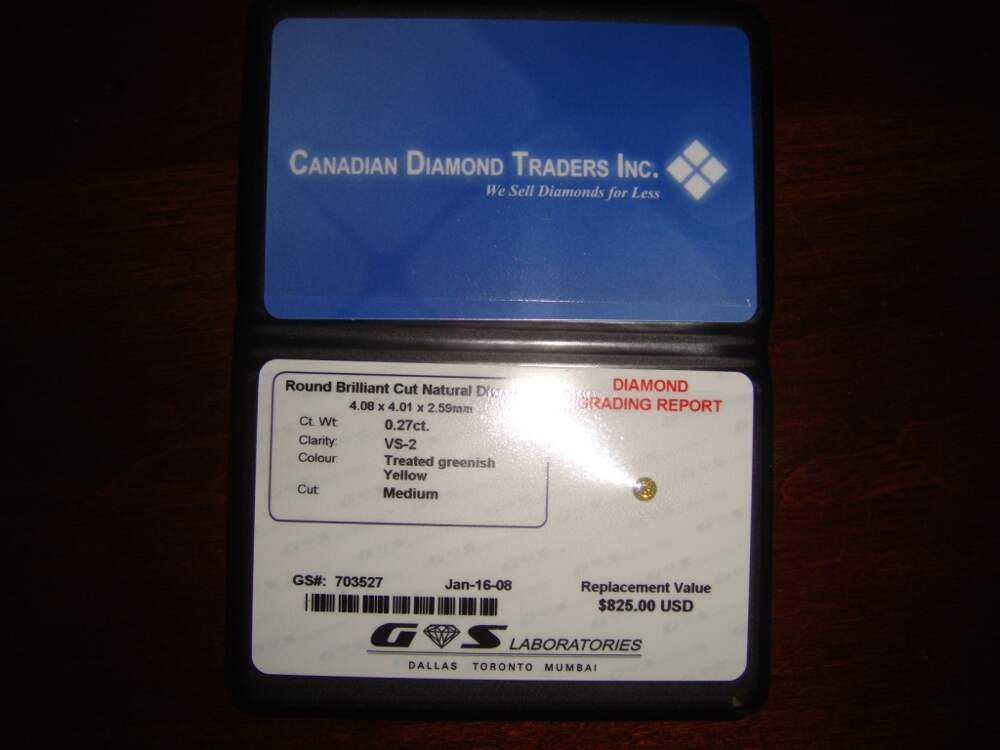 CANADIAN DIAMOND TRADERS INC.
We Sell Diamonds for Less
Round Brilliant Cut Natural
4.08 x 4.01 x 2.59mm
Ct. Wt: 0.27ct.
Clarity: VS-2
Colour: Treated greenish
Yellow
Cut: Medium
DIAMOND
GRADING REPORT
GS#: 703527 Jan-16-08
Replacement Value
$825.00 USD
G S LABORATORIES
DALLAS TORONTO MUMBAI